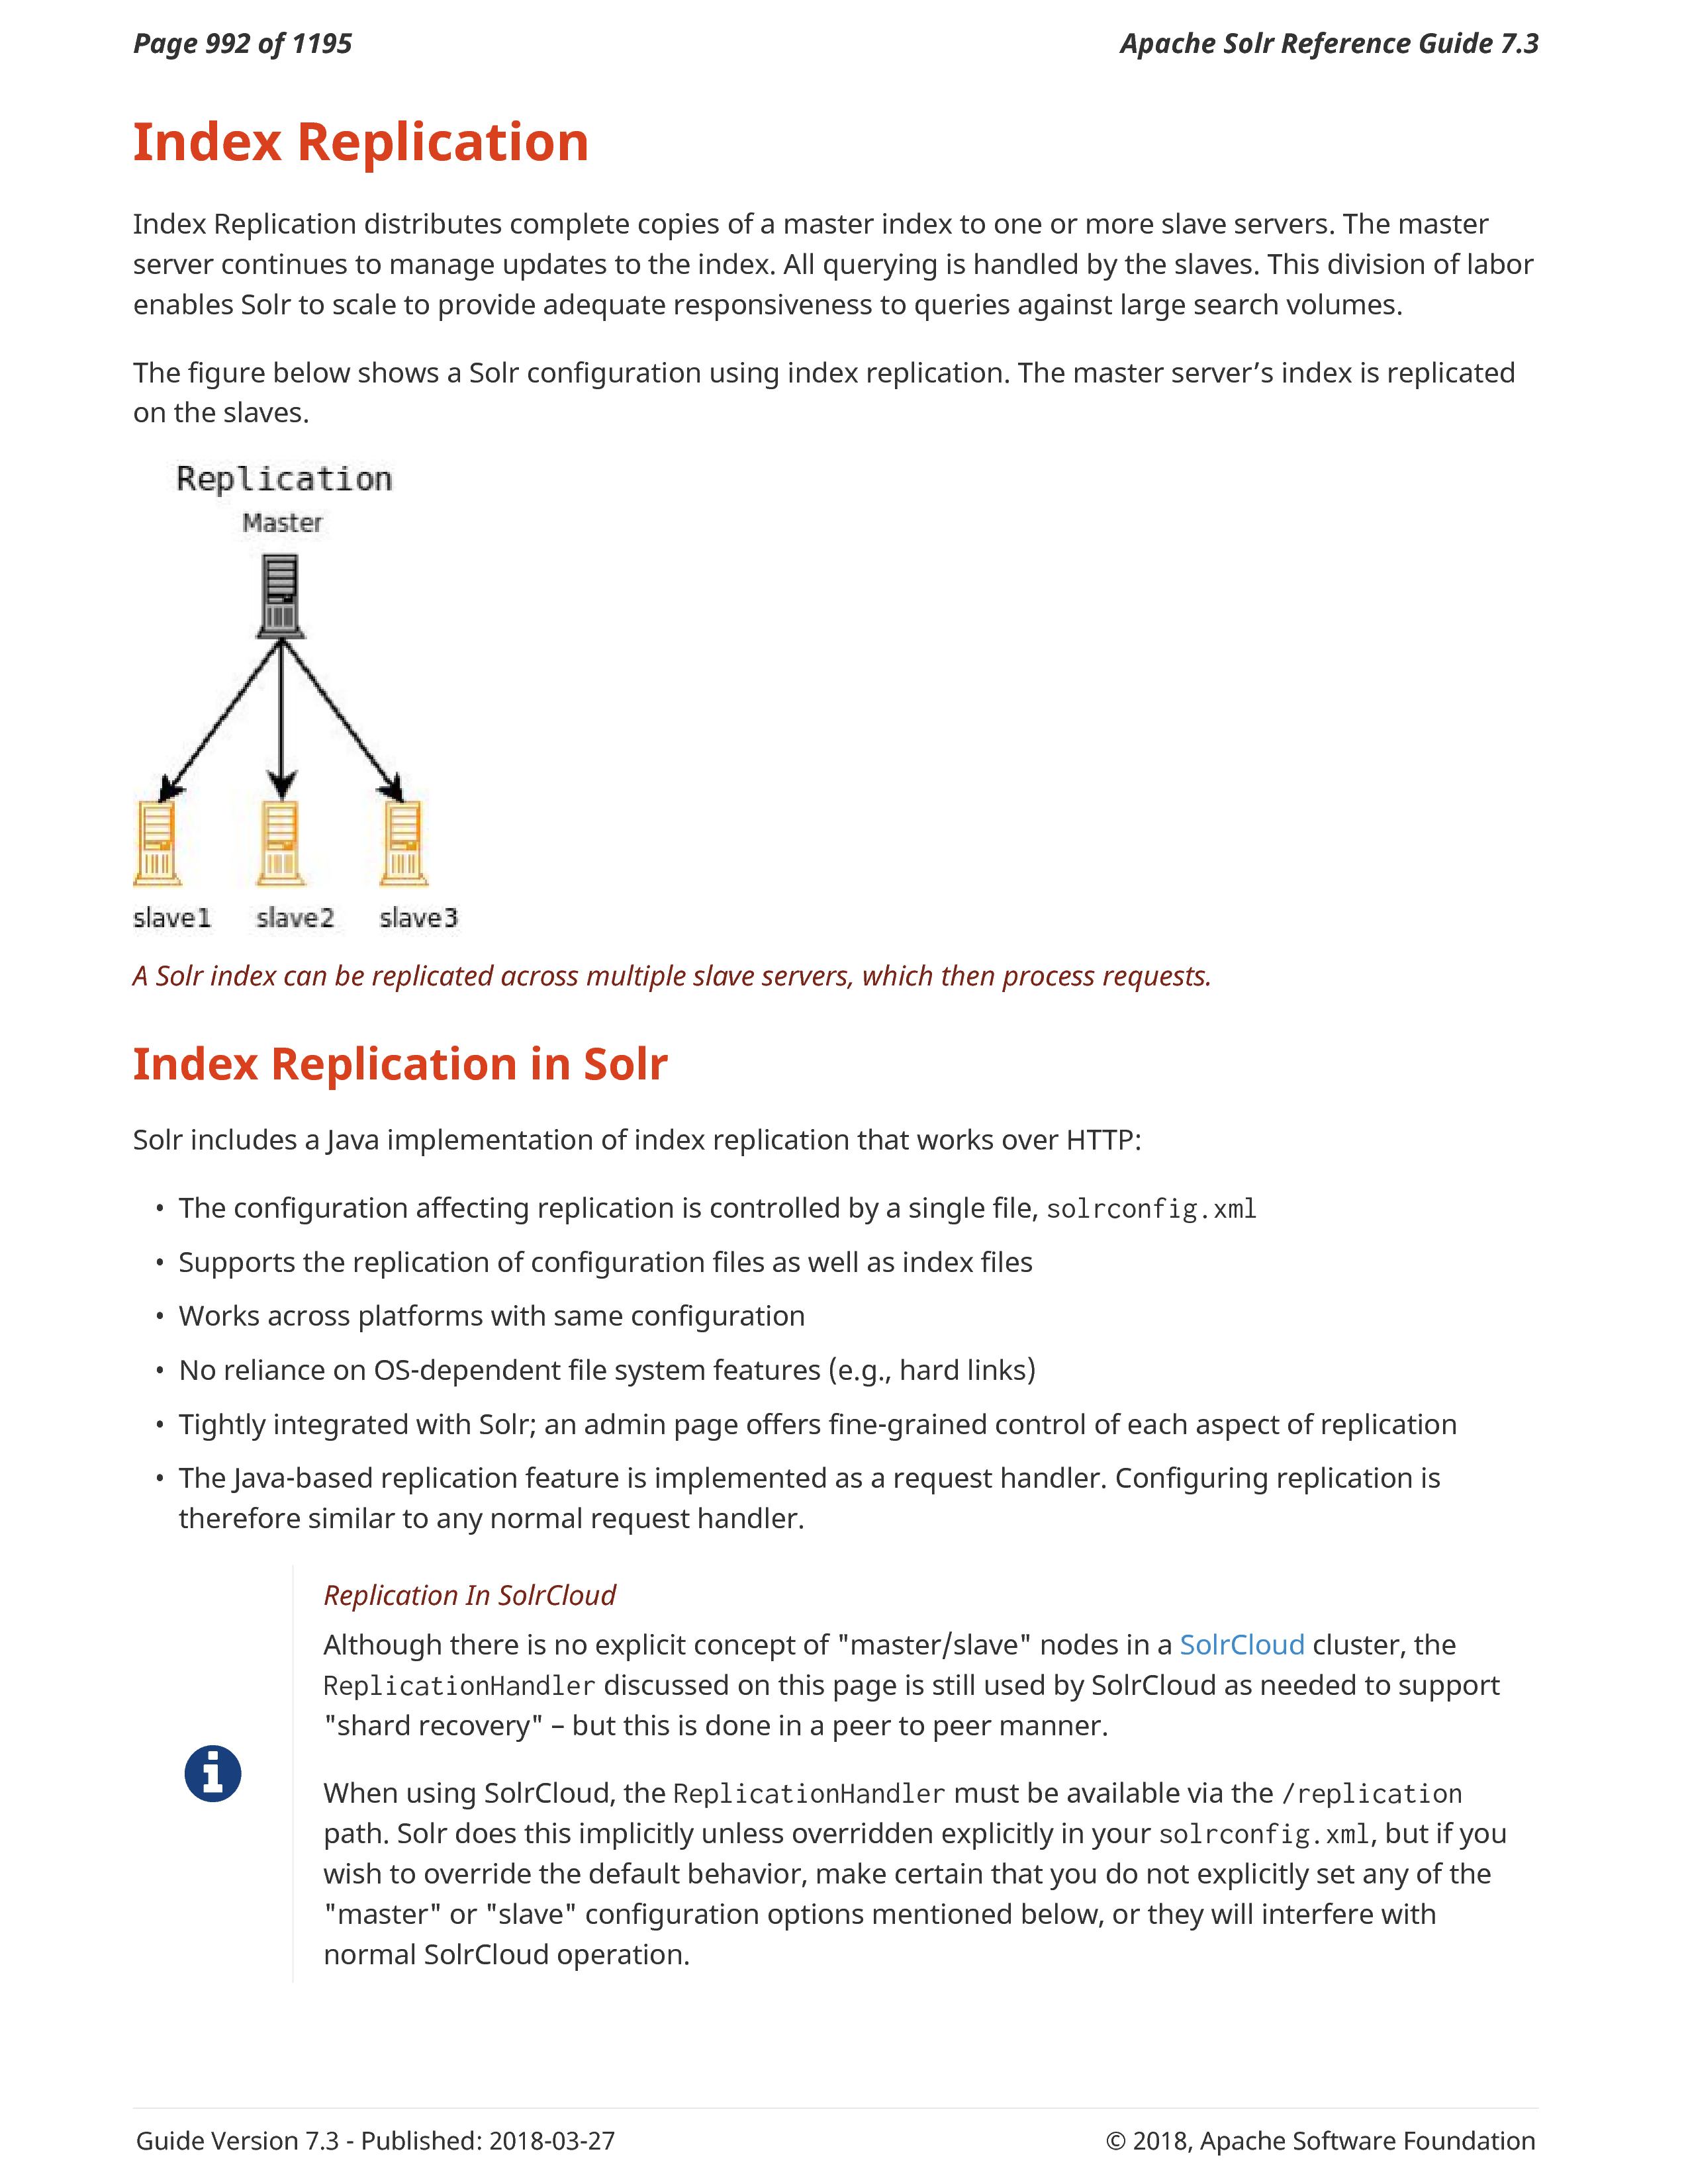 Page 992 of 1195
Apache Solr Reference Guide 7.3
Index Replication
Index Replication distributes complete copies of a master index to one or more slave servers. The master
server continues to manage updates to the index. All querying is handled by the slaves. This division of labor
enables Solr to scale to provide adequate responsiveness to queries against large search volumes.
The figure below shows a Solr configuration using index replication. The master server’s index is replicated
on the slaves.
Replication
Master
slave1 slave2 slave3
A Solr index can be replicated across multiple slave servers, which then process requests.
Index Replication in Solr
Solr includes a Java implementation of index replication that works over HTTP:
• The configuration affecting replication is controlled by a single file, solrconfig.xml
• Supports the replication of configuration files as well as index files
• Works across platforms with same configuration
• No reliance on OS-dependent file system features (e.g., hard links)
• Tightly integrated with Solr; an admin page offers fine-grained control of each aspect of replication
• The Java-based replication feature is implemented as a request handler. Configuring replication is
therefore similar to any normal request handler.
Replication In SolrCloud
Although there is no explicit concept of "master/slave" nodes in a SolrCloud cluster, the
ReplicationHandler discussed on this page is still used by SolrCloud as needed to support
"shard recovery" – but this is done in a peer to peer manner.
When using SolrCloud, the ReplicationHandler must be available via the /replication
path. Solr does this implicitly unless overridden explicitly in your solrconfig.xml, but if you
wish to override the default behavior, make certain that you do not explicitly set any of the
"master" or "slave" configuration options mentioned below, or they will interfere with
normal SolrCloud operation.
Guide Version 7.3 - Published: 2018-03-27
© 2018, Apache Software Foundation